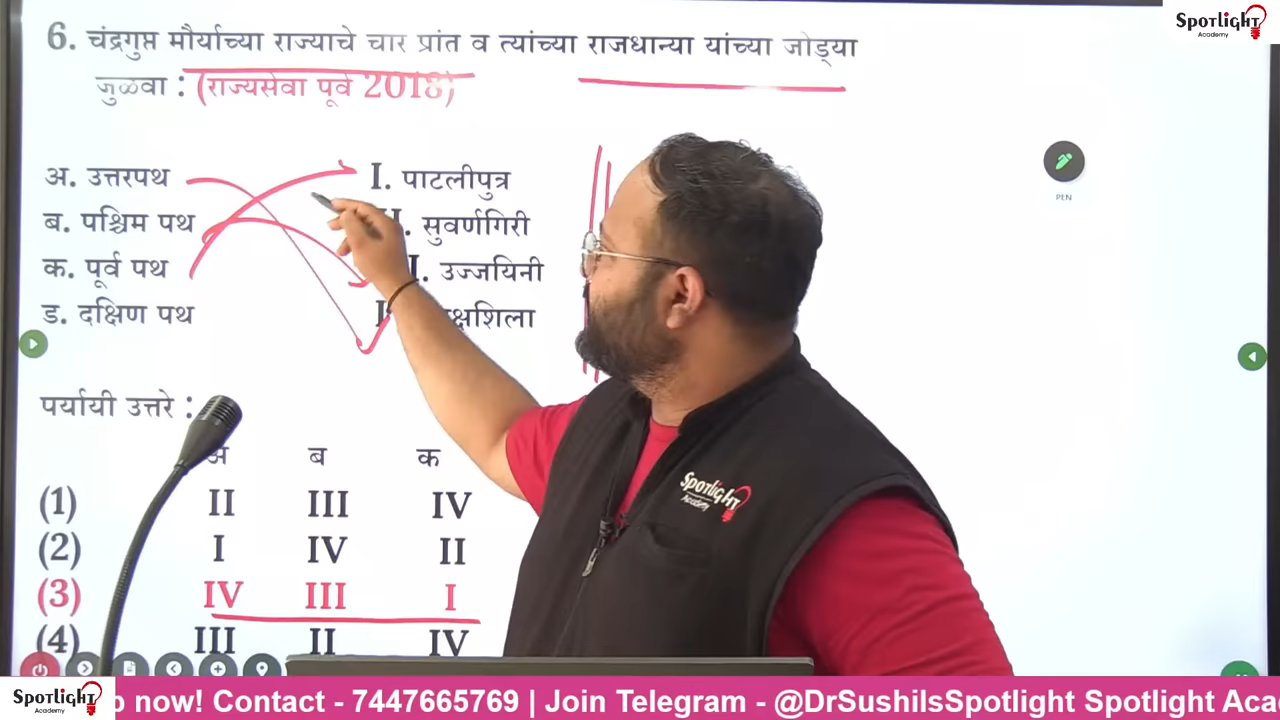 SPOTLIGHT
Academy
6. चंद्रगुप्त मौर्याच्या राज्याचे चार प्रांत व त्यांच्या राजधान्या यांच्या जोड्या
जुळवा : (राज्यसेवा पूर्व 2018)
अ. उत्तरपथ I. पाटलीपुत्र
ब. पश्चिम पथ सुवर्णगिरी
क. पूर्व पथ उज्जयिनी
ड. दक्षिण पथ
PEN
पर्यायी उत्तरे :
अ ब क
(1) II III IV
(2) I IV II
(3) IV III I
(4) III II IV
SPOTLIGHT
Academy
SPOTLIGHT
Academy
now! Contact - 7447665769 | Join Telegram - @DrSushilsSpotlight Spotlight